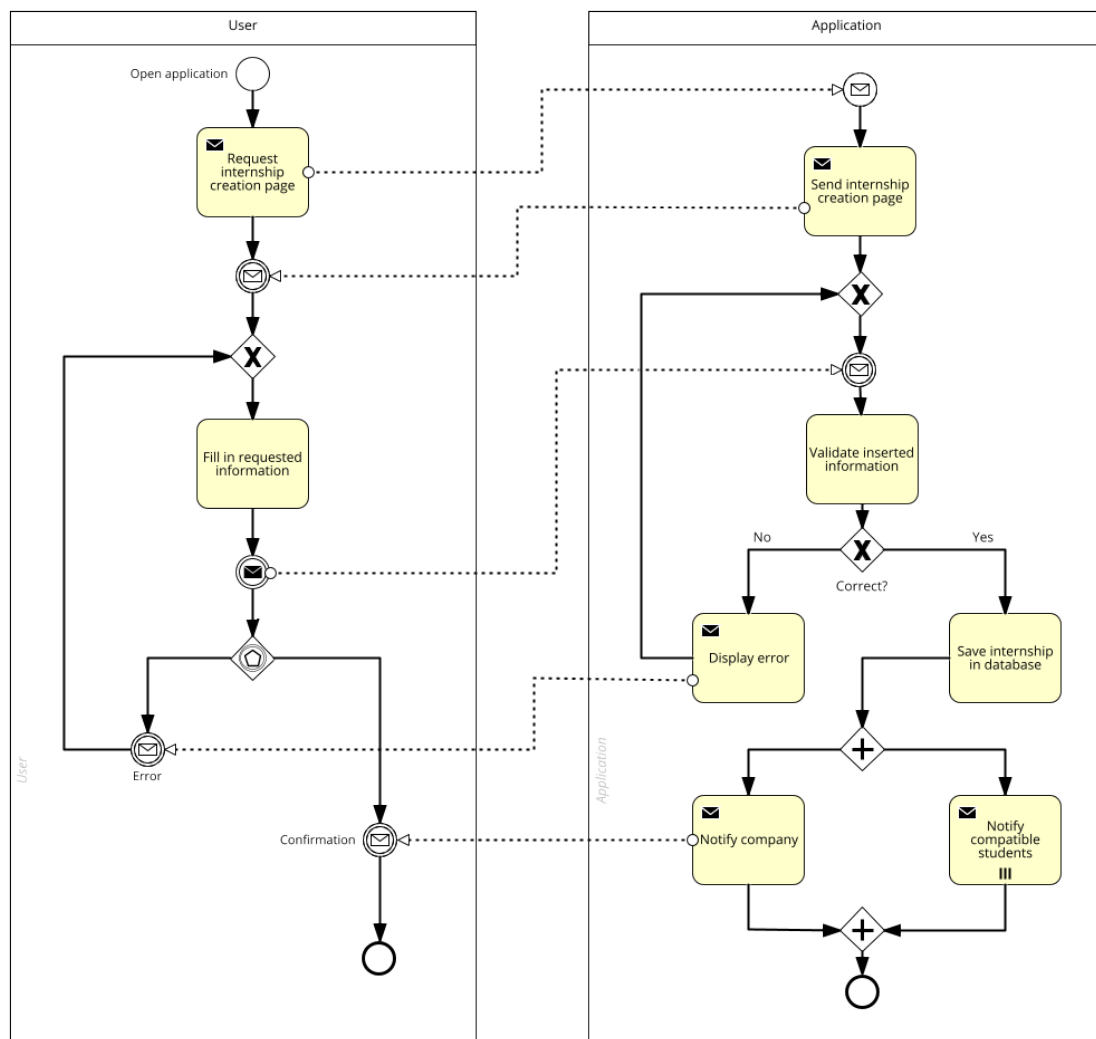 User
Application
Open application
Request
internship
creation page
Send internship
creation page
Fill in requested
information
Validate inserted
information
No
Yes
Correct?
Display error
Save internship
in database
Error
User
Application
Confirmation
Notify company
Notify
compatible
students